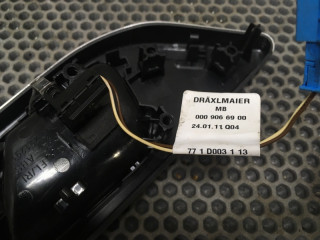 DRÄXLMAIER
MB
000 906 69 00
24.01.11 Q04
77 1 D003 1 13